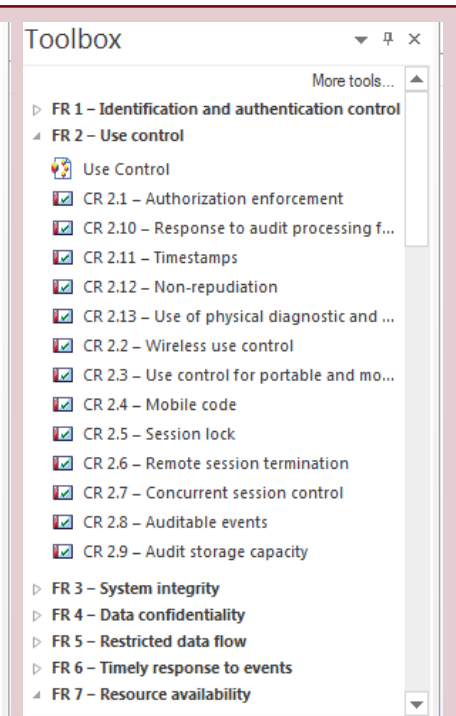 Toolbox
More tools...
FR 1 – Identification and authentication control
FR 2 – Use control
Use Control
CR 2.1 – Authorization enforcement
CR 2.10 – Response to audit processing f...
CR 2.11 – Timestamps
CR 2.12 – Non-repudiation
CR 2.13 – Use of physical diagnostic and ...
CR 2.2 – Wireless use control
CR 2.3 – Use control for portable and mo...
CR 2.4 – Mobile code
CR 2.5 – Session lock
CR 2.6 – Remote session termination
CR 2.7 – Concurrent session control
CR 2.8 – Auditable events
CR 2.9 – Audit storage capacity
FR 3 – System integrity
FR 4 – Data confidentiality
FR 5 – Restricted data flow
FR 6 – Timely response to events
FR 7 – Resource availability